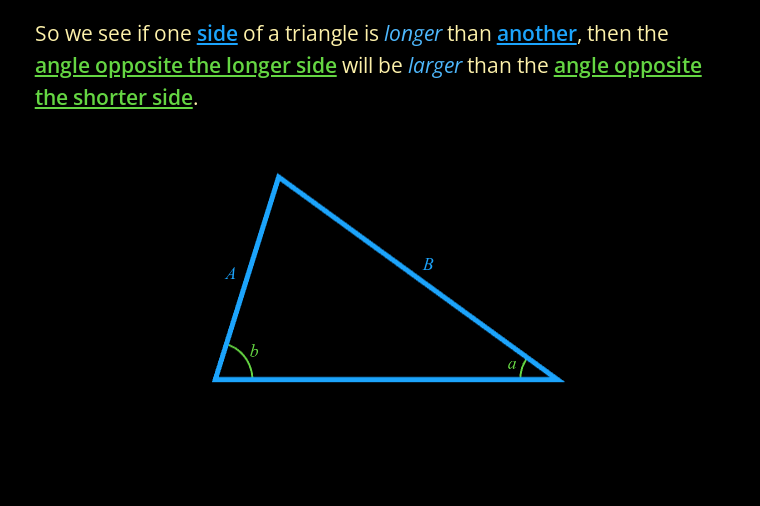 So we see if one side of a triangle is longer than another, then the
angle opposite the longer side will be larger than the angle opposite
the shorter side.
A
B
b
a